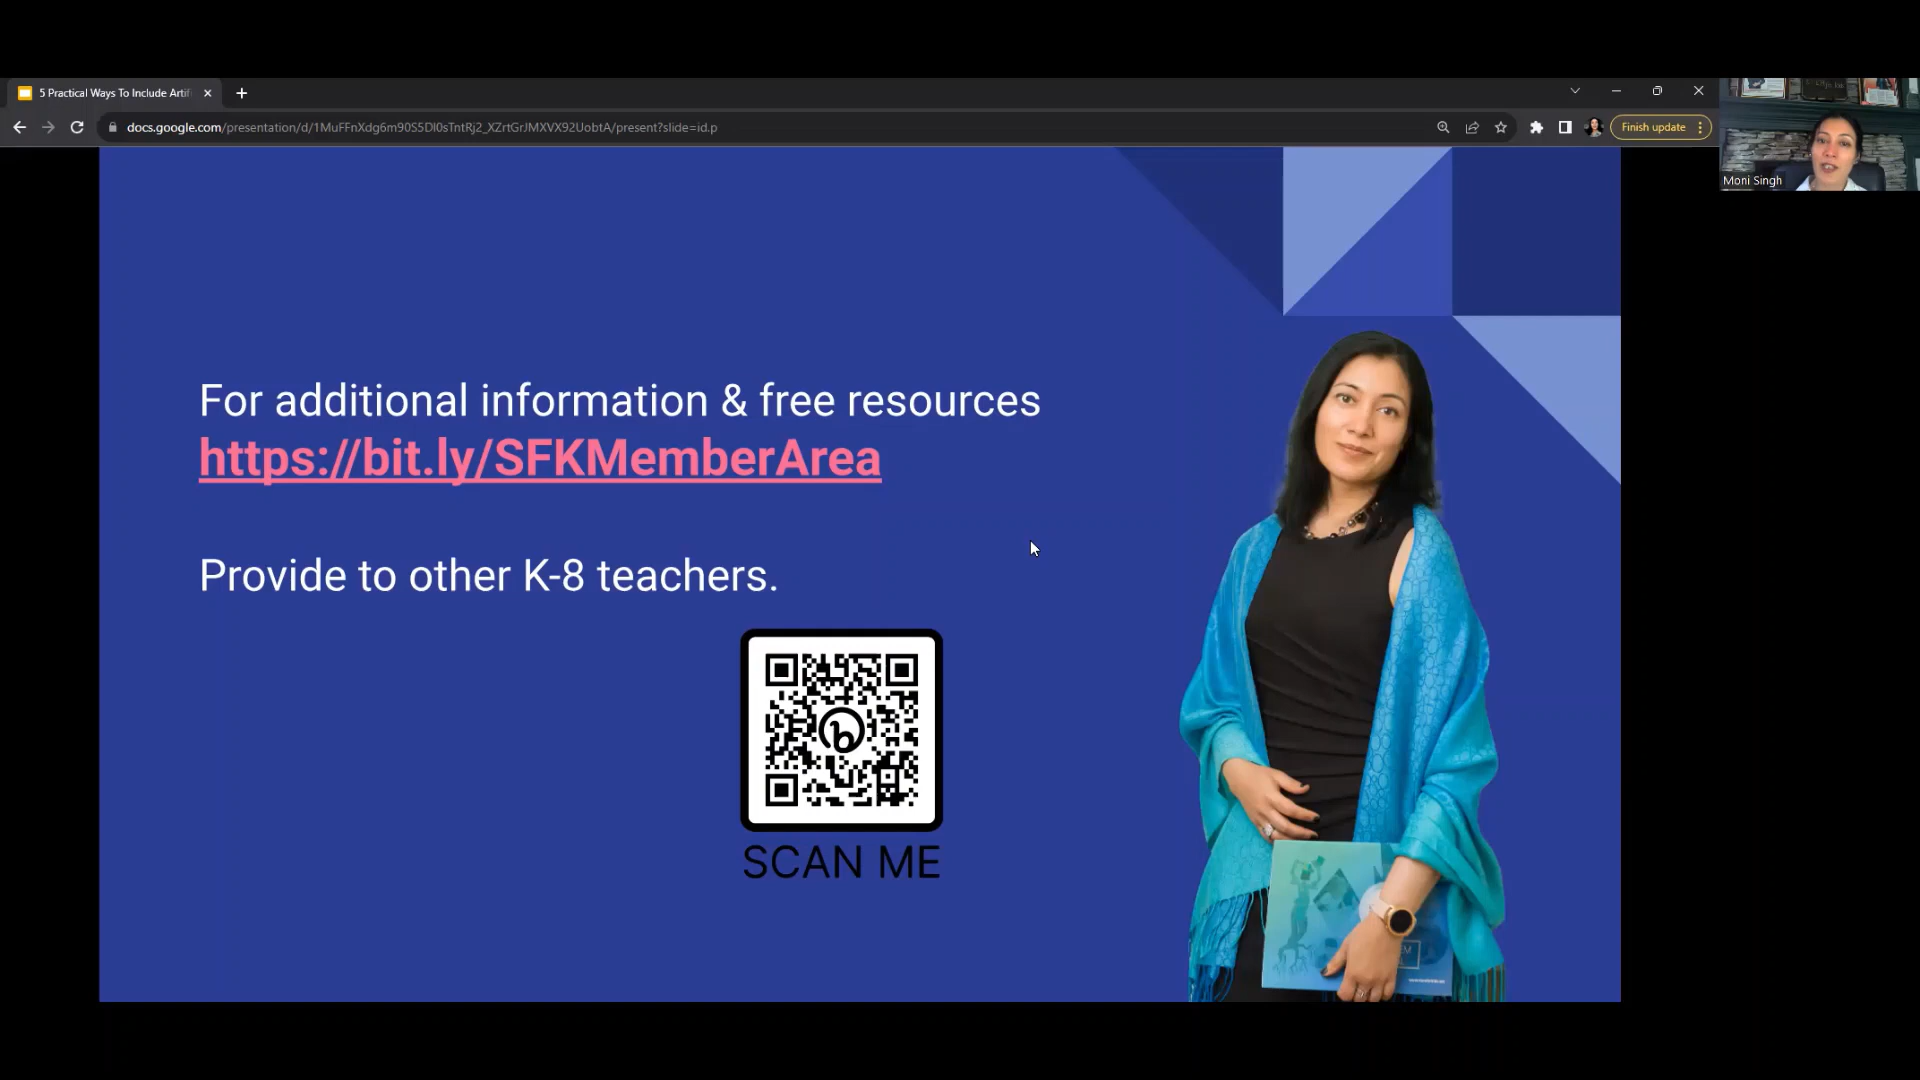 5 Practical Ways To Include Artifi
docs.google.com/presentation/d/1MuFFnXdg6m90S5DI0sTntRj2_XZrtGrJMXVX92UobtA/present?slide=id.p
Finish update
Moni Singh
For additional information & free resources
https://bit.ly/SFKMemberArea
Provide to other K-8 teachers.
SCAN ME